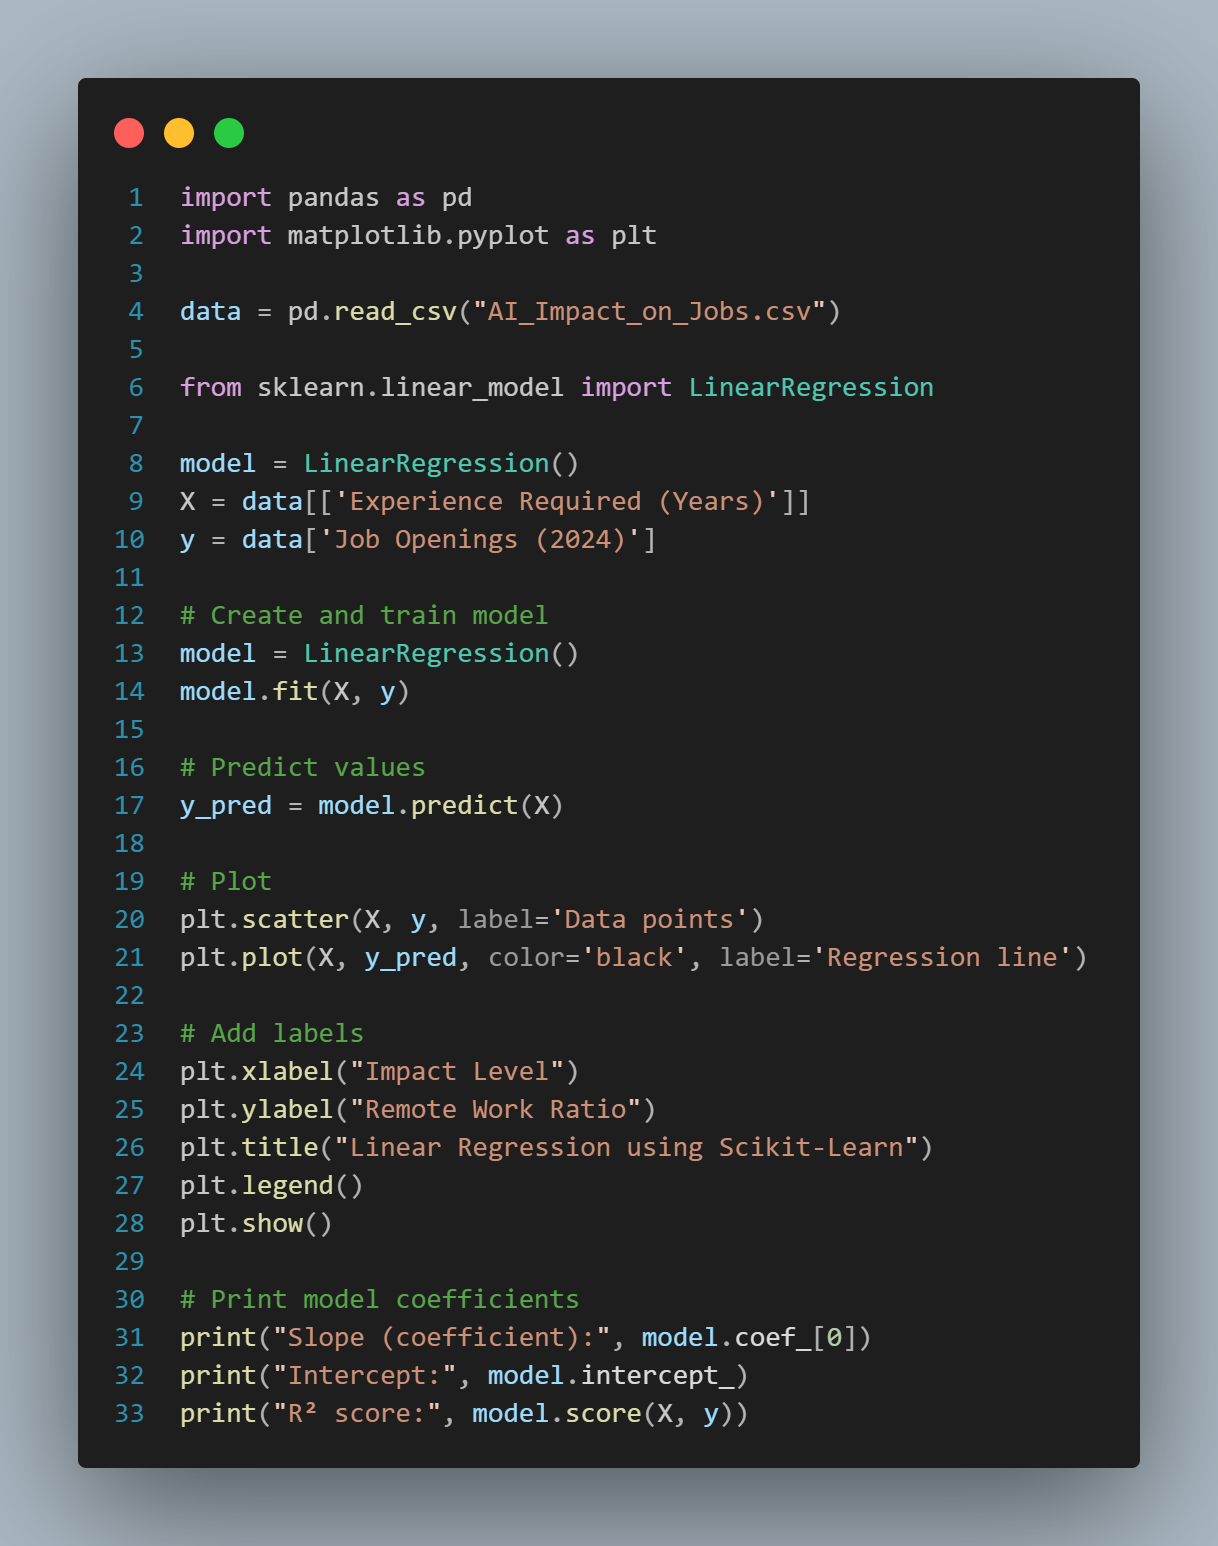 1 import pandas as pd
2 import matplotlib.pyplot as plt
3
4 data = pd.read_csv("AI_Impact_on_Jobs.csv")
5
6 from sklearn.linear_model import LinearRegression
7
8 model = LinearRegression()
9 X = data[['Experience Required (Years)']]
10 y = data['Job Openings (2024)']
11
12 # Create and train model
13 model = LinearRegression()
14 model.fit(X, y)
15
16 # Predict values
17 y_pred = model.predict(X)
18
19 # Plot
20 plt.scatter(X, y, label='Data points')
21 plt.plot(X, y_pred, color='black', label='Regression line')
22
23 # Add labels
24 plt.xlabel("Impact Level")
25 plt.ylabel("Remote Work Ratio")
26 plt.title("Linear Regression using Scikit-Learn")
27 plt.legend()
28 plt.show()
29
30 # Print model coefficients
31 print("Slope (coefficient):", model.coef_[0])
32 print("Intercept:", model.intercept_)
33 print("R² score:", model.score(X, y))